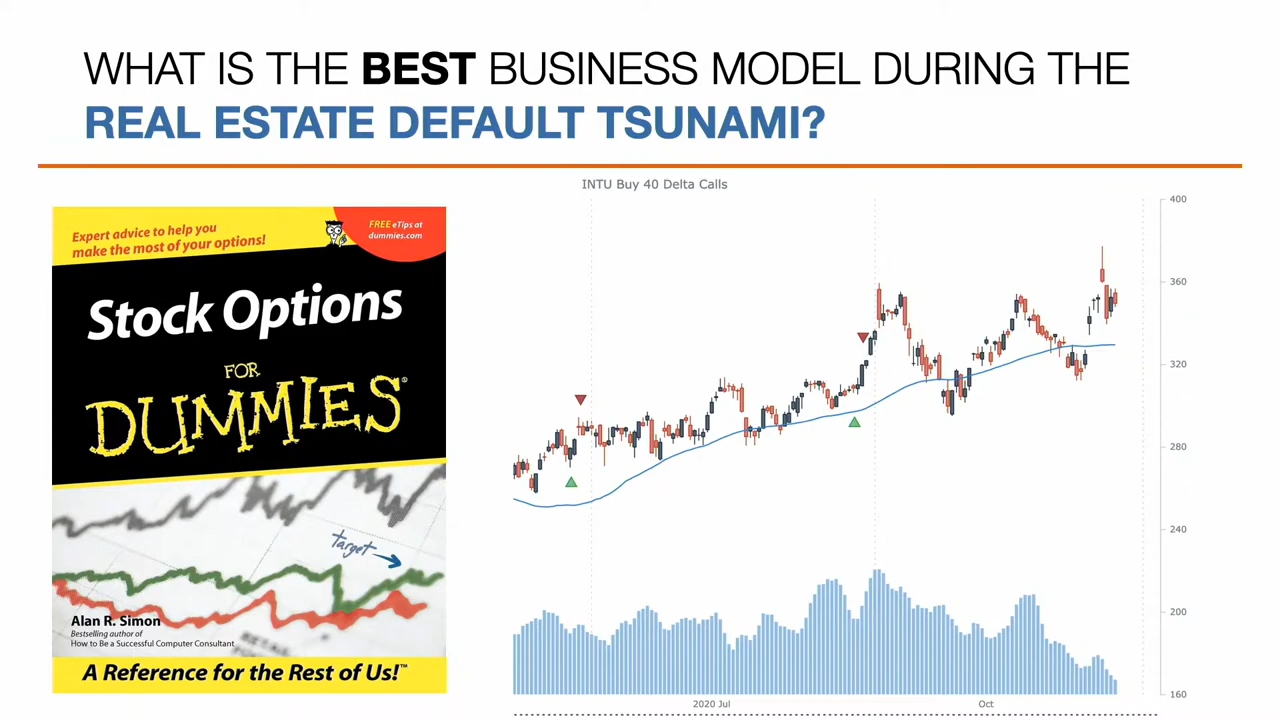 WHAT IS THE BEST BUSINESS MODEL DURING THE
REAL ESTATE DEFAULT TSUNAMI?
Expert advice to help you
make the most of your options!
FREE eTips at
dummies.com
Stock Options
FOR
DUMMIES®
target
Alan R. Simon
Bestselling author of
How to Be a Successful Computer Consultant
A Reference for the Rest of Us!™
INTU Buy 40 Delta Calls
400
360
320
280
240
200
160
2020 Jul
Oct